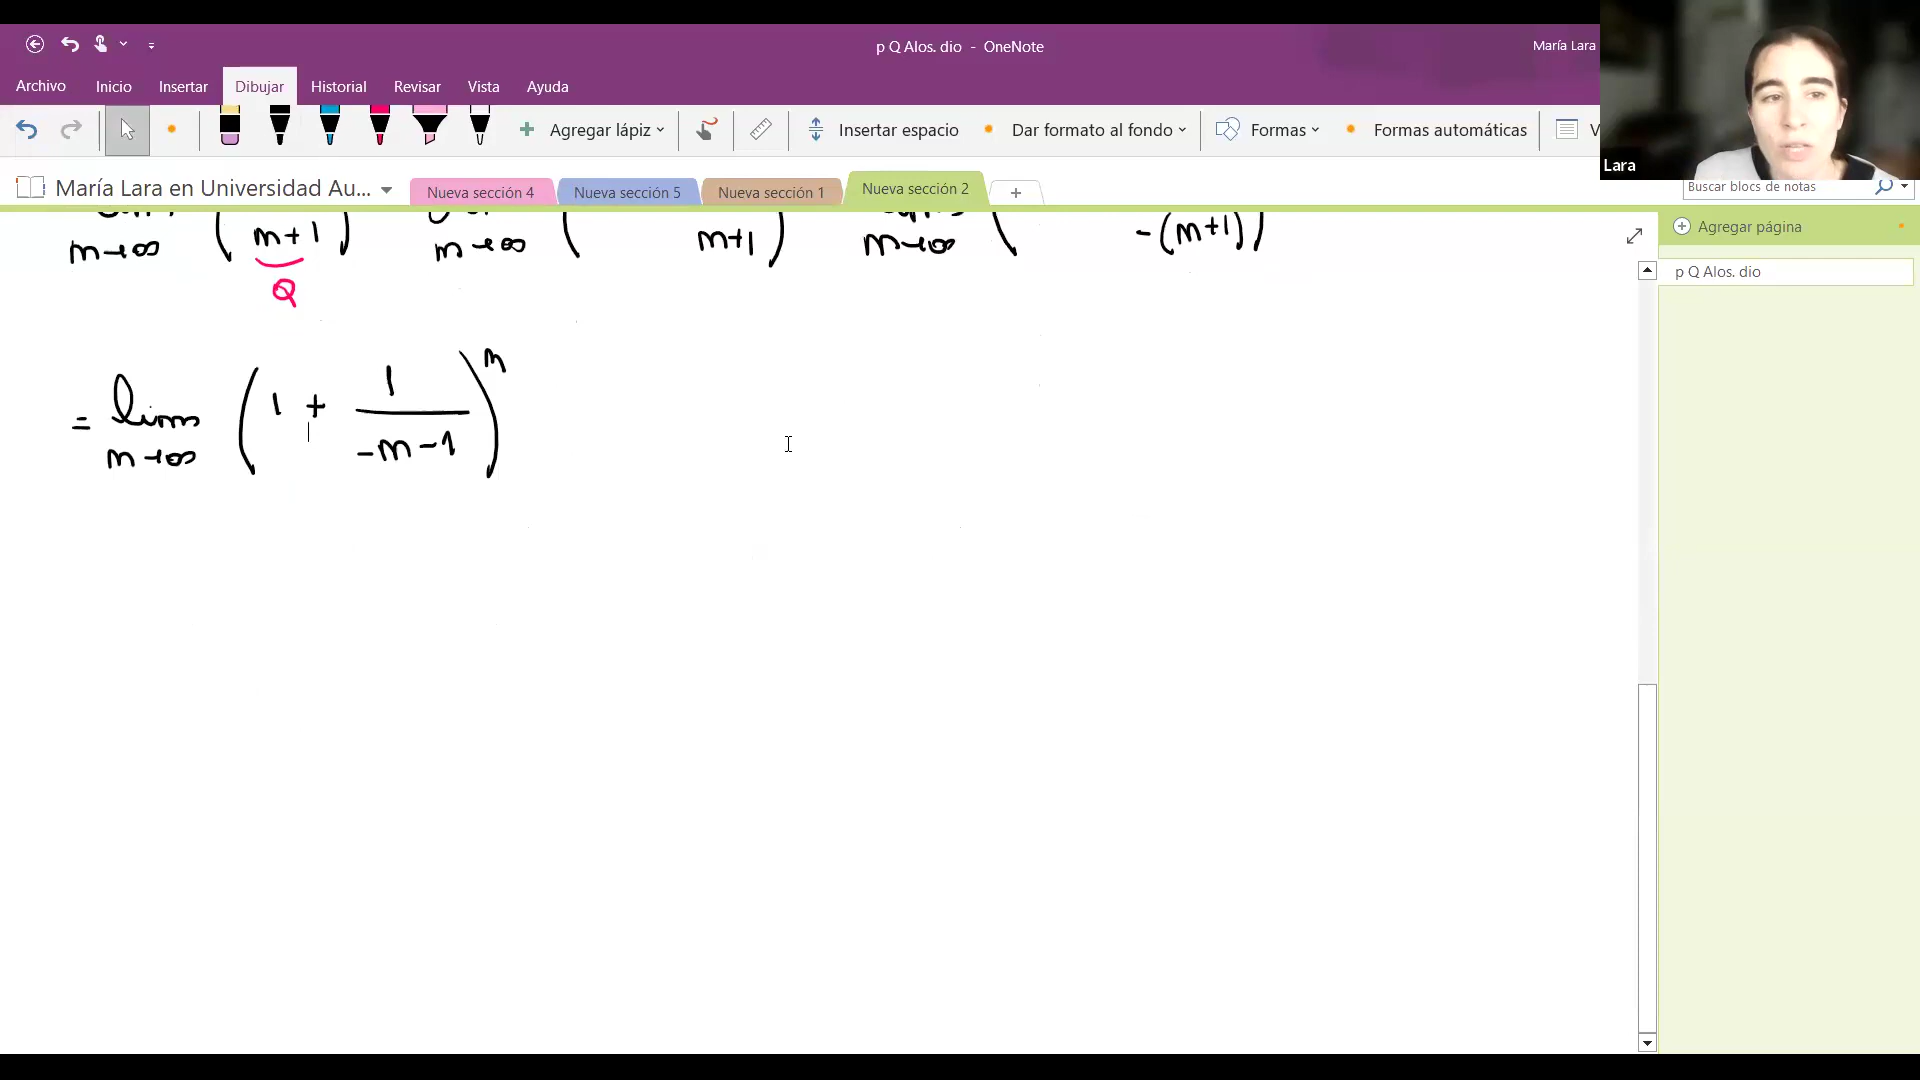 p Q Alos. dio - OneNote
María Lara
Archivo Inicio Insertar Dibujar Historial Revisar Vista Ayuda
Agregar lápiz Insertar espacio Dar formato al fondo Formas Formas automáticas
Lara
María Lara en Universidad Au... Nueva sección 4 Nueva sección 5 Nueva sección 1 Nueva sección 2 +
Buscar blocs de notas
Agregar página
p Q Alos. dio
m→∞ ( m+1 ) m→∞ ( m+1 ) m→∞ ( -(m+1) )
Q
= lim ( 1 + 1 / -m-1 )^m
m→∞